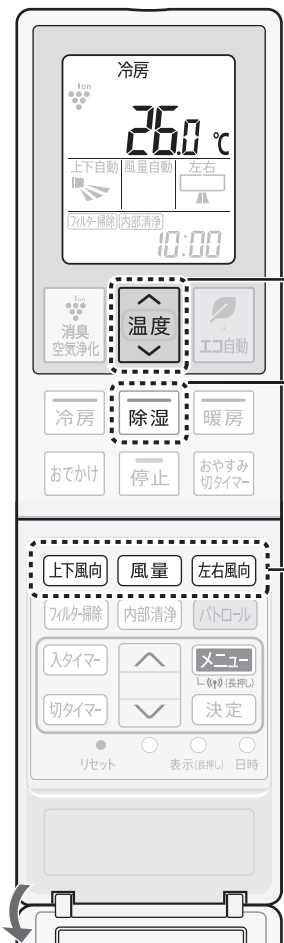 冷房
Ion
26.0 ℃
上下自動 風量自動 左右
フィルター掃除 内部清浄
10:00
Ion
消臭
空気浄化
温度
エコ自動
冷房 除湿 暖房
おでかけ 停止 おやすみ
切タイマー
上下風向 風量 左右風向
フィルター掃除 内部清浄 パトロール
入タイマー メニュー
(長押し)
切タイマー 決定
リセット 表示(長押し) 日時